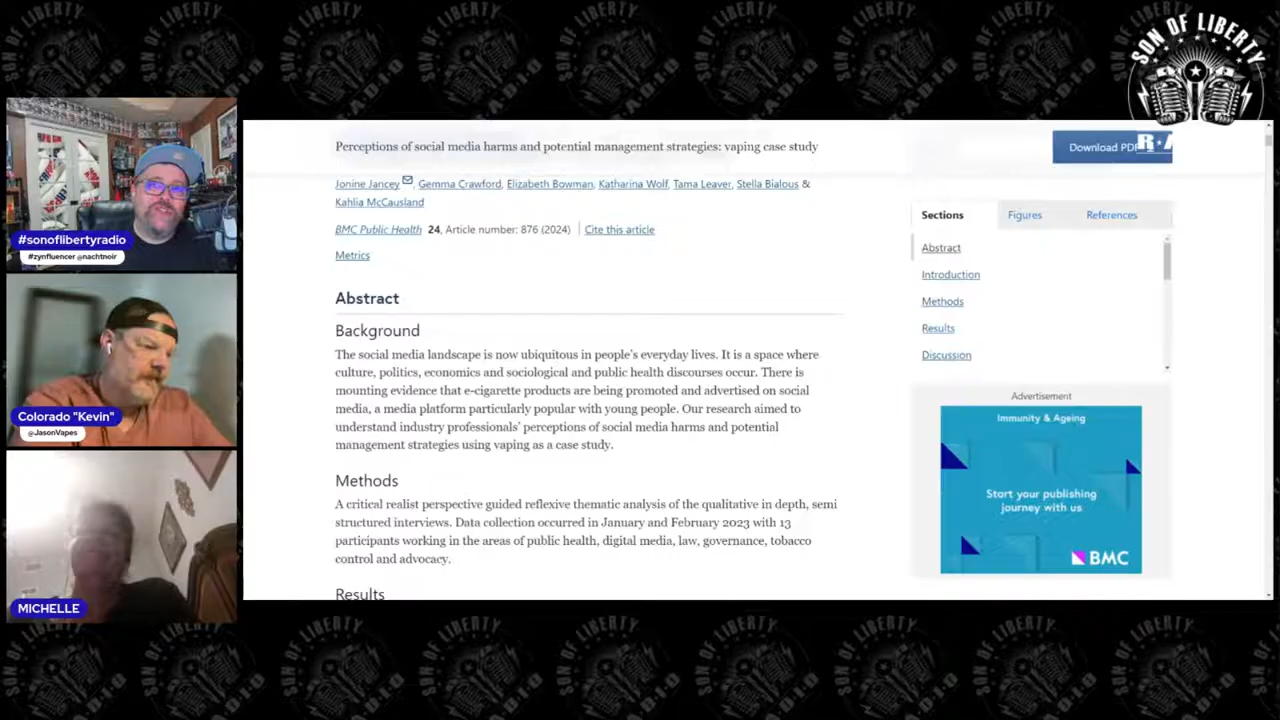 SON OF LIBERTY
#sonoflibertyradio
#zynfluencer @nachtnoir
Colorado "Kevin"
@JasonVapes
MICHELLE
Perceptions of social media harms and potential management strategies: vaping case study
Download PDF
Jonine Jancey, Gemma Crawford, Elizabeth Bowman, Katharina Wolf, Tama Leaver, Stella Bialous &
Kahlia McCausland
BMC Public Health 24, Article number: 876 (2024) Cite this article
Metrics
Abstract
Background
The social media landscape is now ubiquitous in people's everyday lives. It is a space where
culture, politics, economics and sociological and public health discourses occur. There is
mounting evidence that e-cigarette products are being promoted and advertised on social
media, a media platform particularly popular with young people. Our research aimed to
understand industry professionals' perceptions of social media harms and potential
management strategies using vaping as a case study.
Methods
A critical realist perspective guided reflexive thematic analysis of the qualitative in depth, semi
structured interviews. Data collection occurred in January and February 2023 with 13
participants working in the areas of public health, digital media, law, governance, tobacco
control and advocacy.
Results
Sections
Figures
References
Abstract
Introduction
Methods
Results
Discussion
Advertisement
Immunity & Ageing
Start your publishing
journey with us
BMC